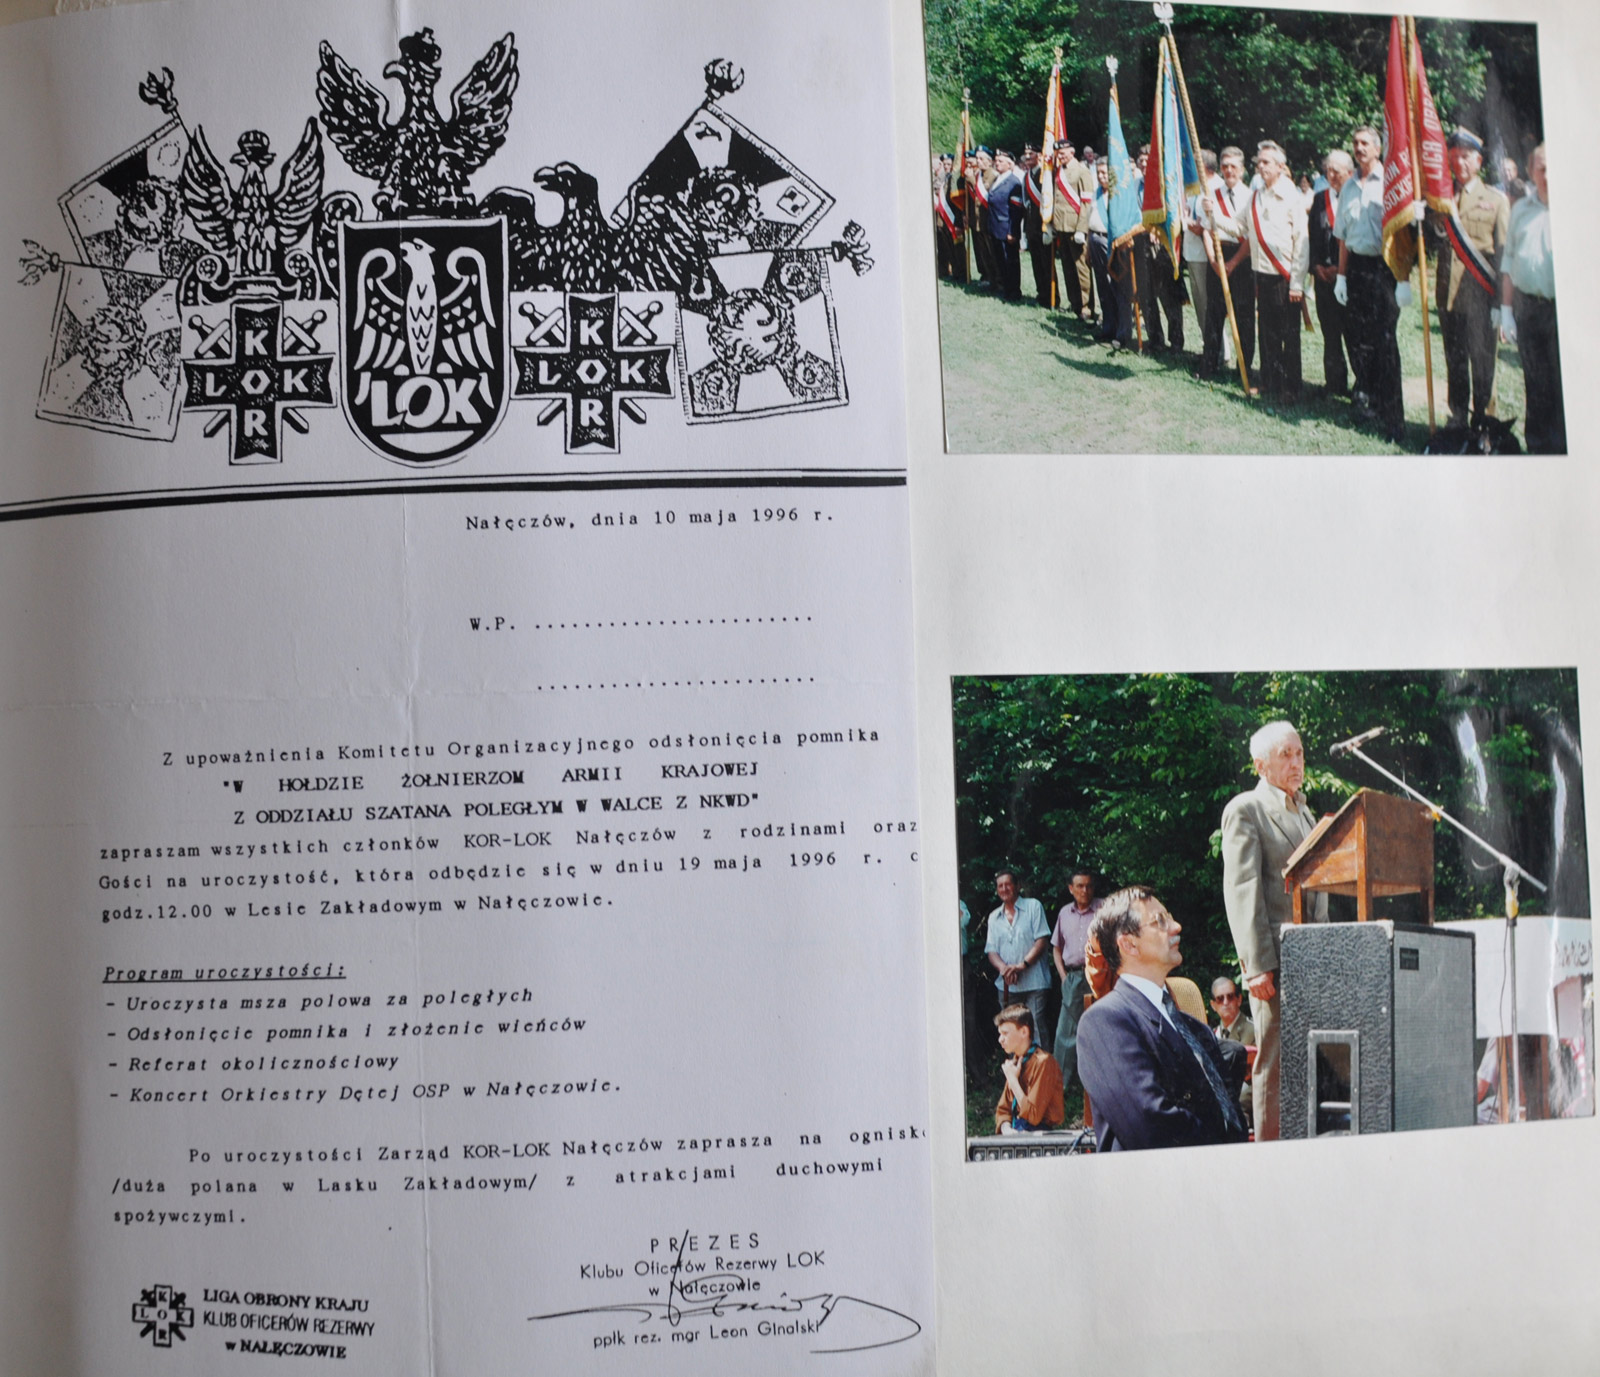 K
L O K
R
LOK
K
L O K
R
Nałęczów, dnia 10 maja 1996 r.
W.P. .......................
.......................
Z upoważnienia Komitetu Organizacyjnego odsłonięcia pomnika
"W HOŁDZIE ŻOŁNIERZOM ARMII KRAJOWEJ
Z ODDZIAŁU SZATANA POLEGŁYM W WALCE Z NKWD"
zapraszam wszystkich członków KOR-LOK Nałęczów z rodzinami oraz
Gości na uroczystość, która odbędzie się w dniu 19 maja 1996 r.
godz.12.00 w Lesie Zakładowym w Nałęczowie.
Program uroczystości:
- Uroczysta msza polowa za poległych
- Odsłonięcie pomnika i złożenie wieńców
- Referat okolicznościowy
- Koncert Orkiestry Dętej OSP w Nałęczowie.
Po uroczystości Zarząd KOR-LOK Nałęczów zaprasza na ognisk
/duża polana w Lasku Zakładowym/ z atrakcjami duchowymi
spożywczymi.
PREZES
Klubu Oficerów Rezerwy LOK
w Nałęczowie
ppłk rez. mgr Leon GInalski
K
L O K
R
LIGA OBRONY KRAJU
KLUB OFICERÓW REZERWY
w NAŁĘCZOWIE
LIGA